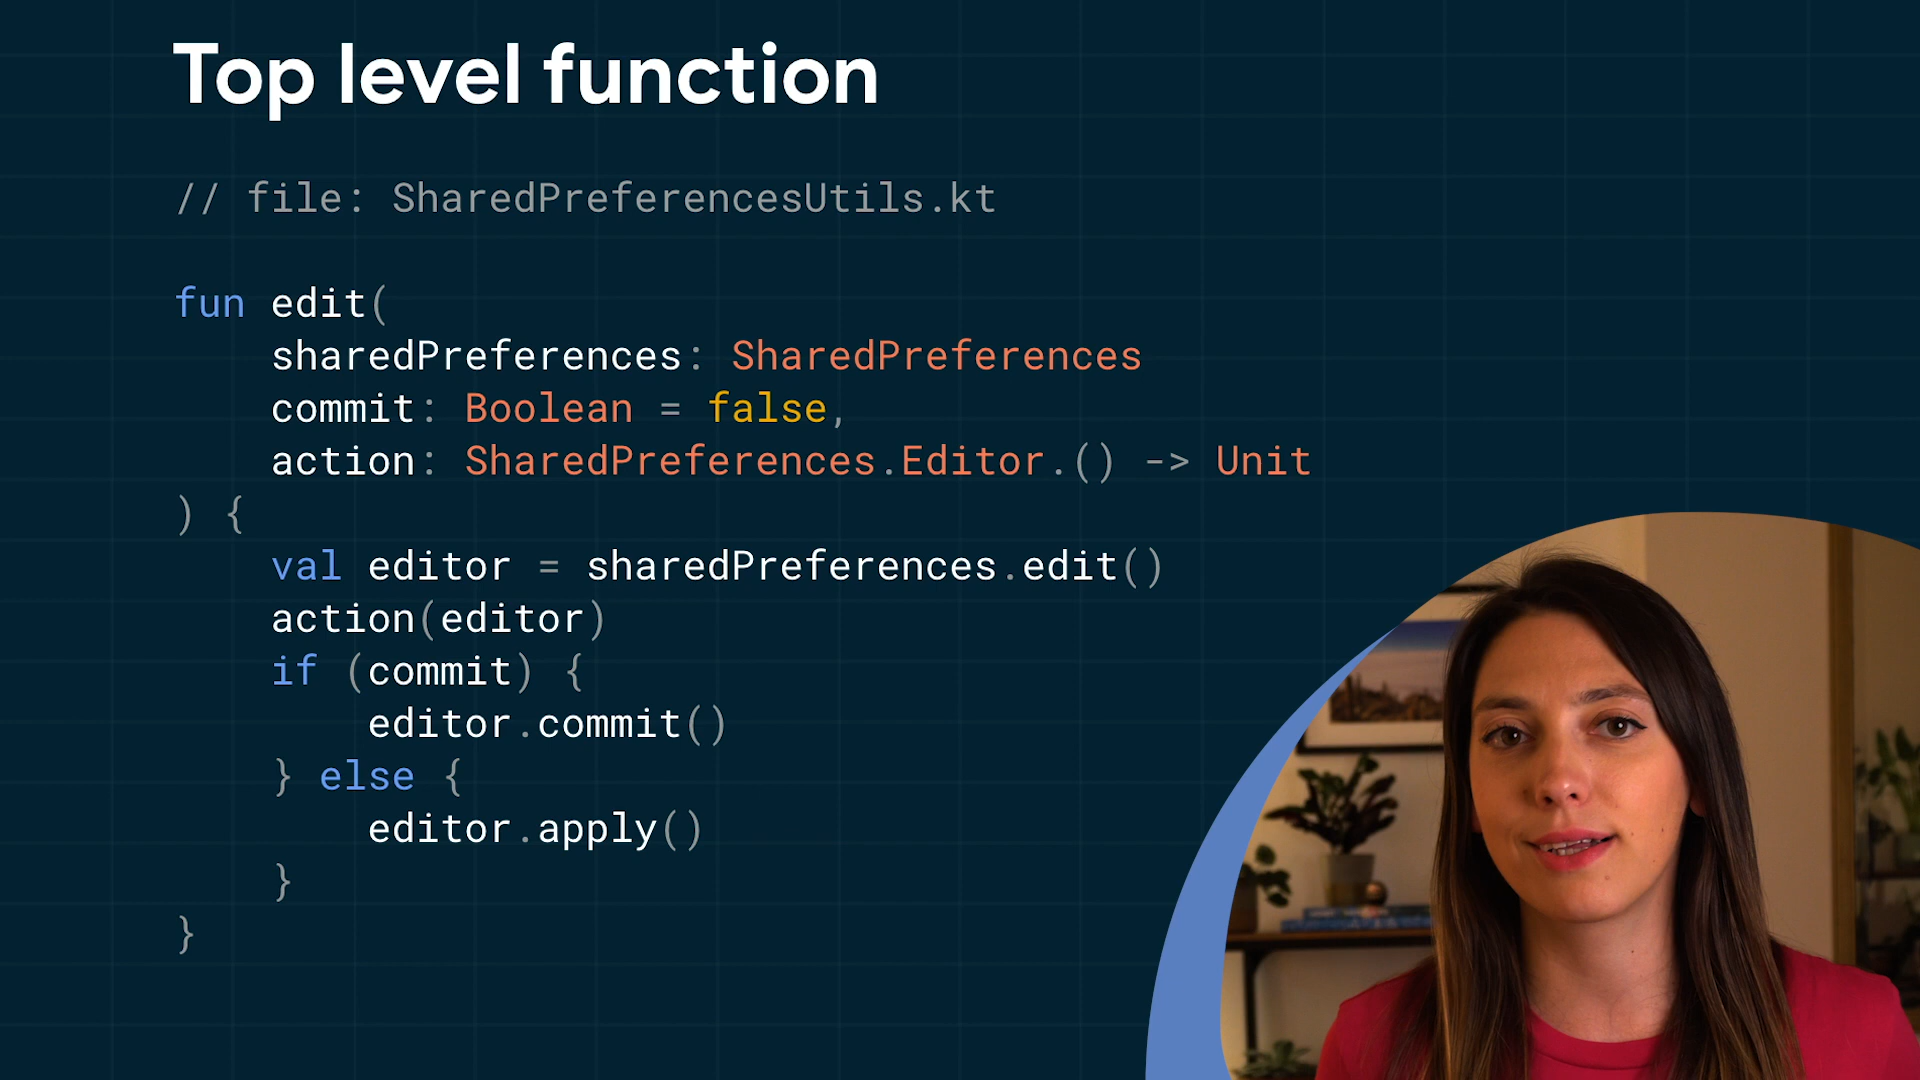 Top level function
// file: SharedPreferencesUtils.kt
fun edit(
sharedPreferences: SharedPreferences
commit: Boolean = false,
action: SharedPreferences.Editor.() -> Unit
) {
val editor = sharedPreferences.edit()
action(editor)
if (commit) {
editor.commit()
} else {
editor.apply()
}
}